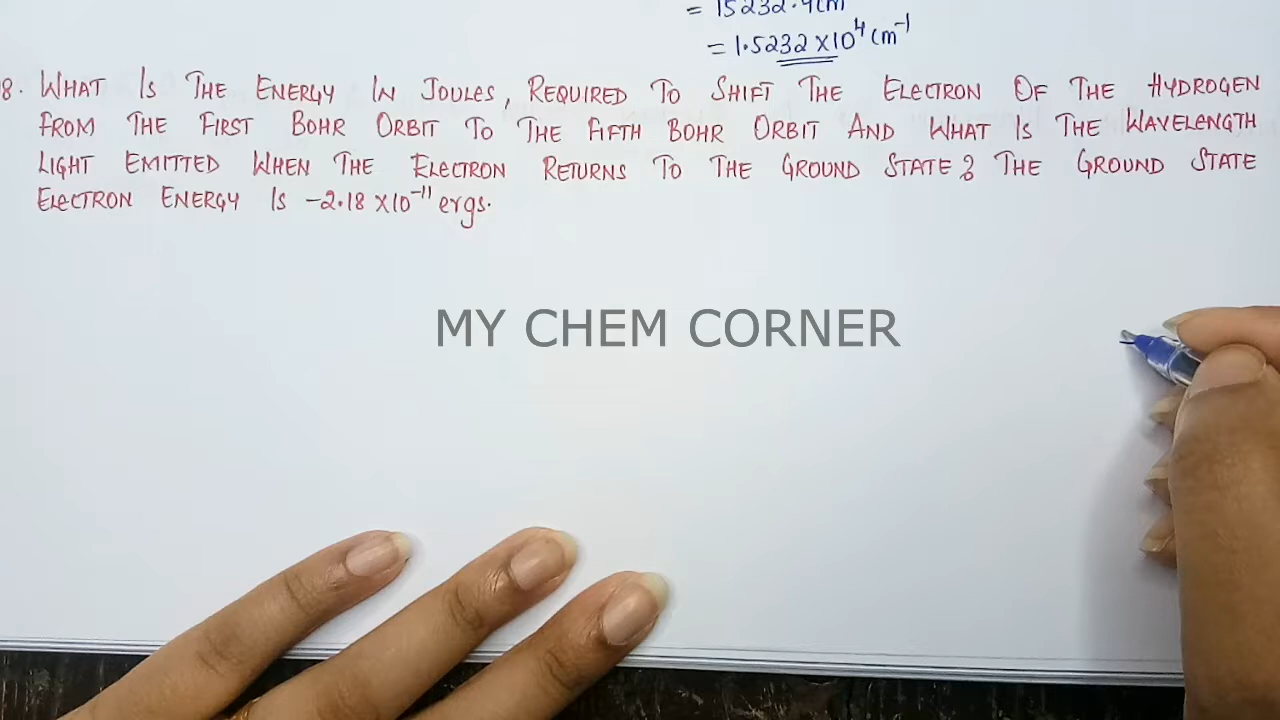 = 15232.4cm
= 1.5232 × 10⁴ cm⁻¹
8. WHAT IS THE ENERGY IN JOULES, REQUIRED TO SHIFT THE ELECTRON OF THE HYDROGEN
FROM THE FIRST BOHR ORBIT TO THE FIFTH BOHR ORBIT AND WHAT IS THE WAVELENGTH
LIGHT EMITTED WHEN THE ELECTRON RETURNS TO THE GROUND STATE? THE GROUND STATE
ELECTRON ENERGY IS -2.18 × 10⁻¹¹ ergs.
MY CHEM CORNER